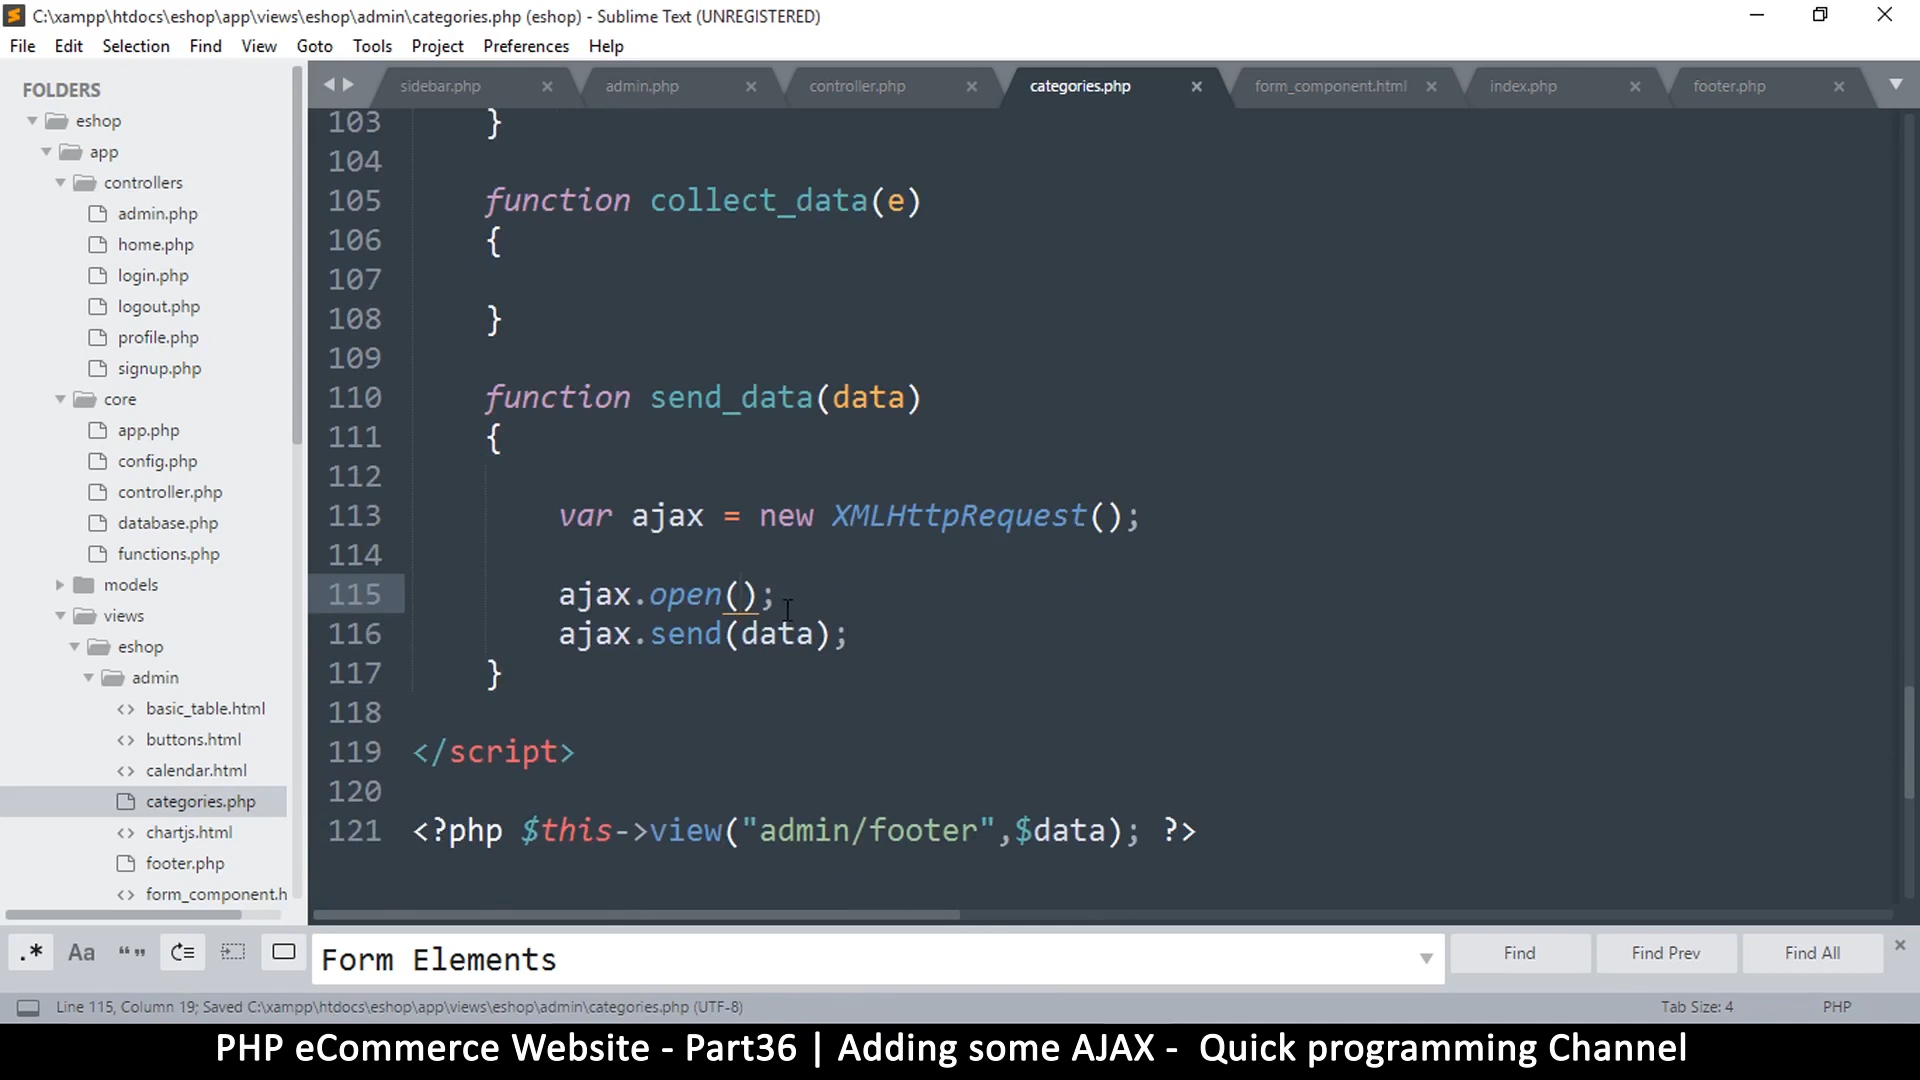 C:\xampp\htdocs\eshop\app\views\eshop\admin\categories.php (eshop) - Sublime Text (UNREGISTERED)
File Edit Selection Find View Goto Tools Project Preferences Help
FOLDERS
eshop
app
controllers
admin.php
home.php
login.php
logout.php
profile.php
signup.php
core
app.php
config.php
controller.php
database.php
functions.php
models
views
eshop
admin
basic_table.html
buttons.html
calendar.html
categories.php
chartjs.html
footer.php
form_component.h
sidebar.php admin.php controller.php categories.php form_component.html index.php footer.php
103 }
104
105 function collect_data(e)
106 {
107
108 }
109
110 function send_data(data)
111 {
112
113 var ajax = new XMLHttpRequest();
114
115 ajax.open();
116 ajax.send(data);
117 }
118
119 </script>
120
121 <?php $this->view("admin/footer",$data); ?>
.* Aa “” Form Elements Find Find Prev Find All
Line 115, Column 19; Saved C:\xampp\htdocs\eshop\app\views\eshop\admin\categories.php (UTF-8) Tab Size: 4 PHP
PHP eCommerce Website - Part36 | Adding some AJAX - Quick programming Channel